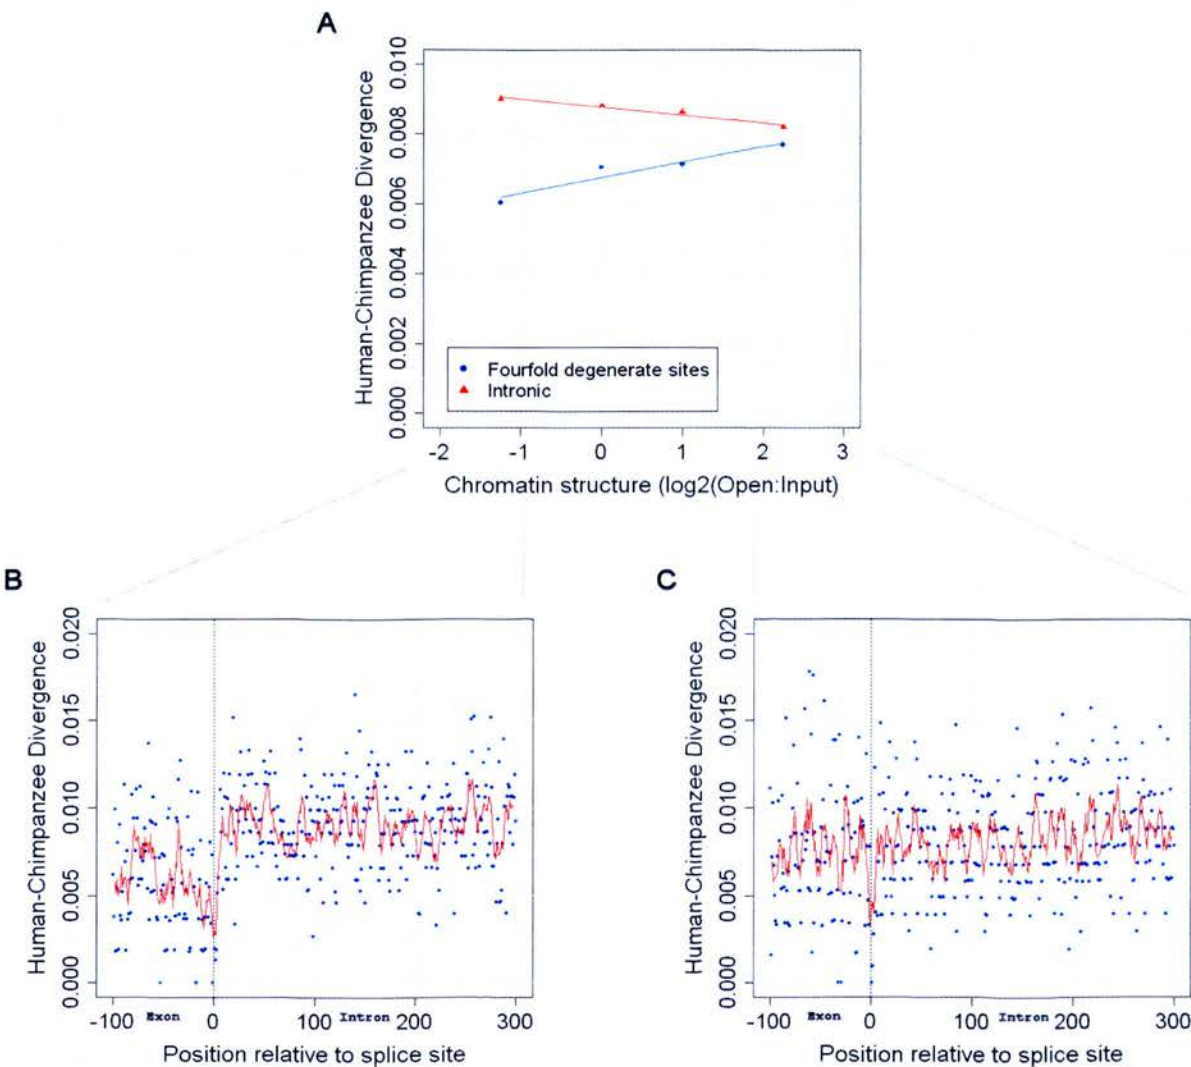 A
Human-Chimpanzee Divergence
0.010
0.008
0.006
0.004
0.002
0.000
Fourfold degenerate sites
Intronic
-2 -1 0 1 2 3
Chromatin structure (log2(Open:Input)
B
Human-Chimpanzee Divergence
0.020
0.015
0.010
0.005
0.000
-100 Exon 0 100 Intron 200 300
Position relative to splice site
C
Human-Chimpanzee Divergence
0.020
0.015
0.010
0.005
0.000
-100 Exon 0 100 Intron 200 300
Position relative to splice site